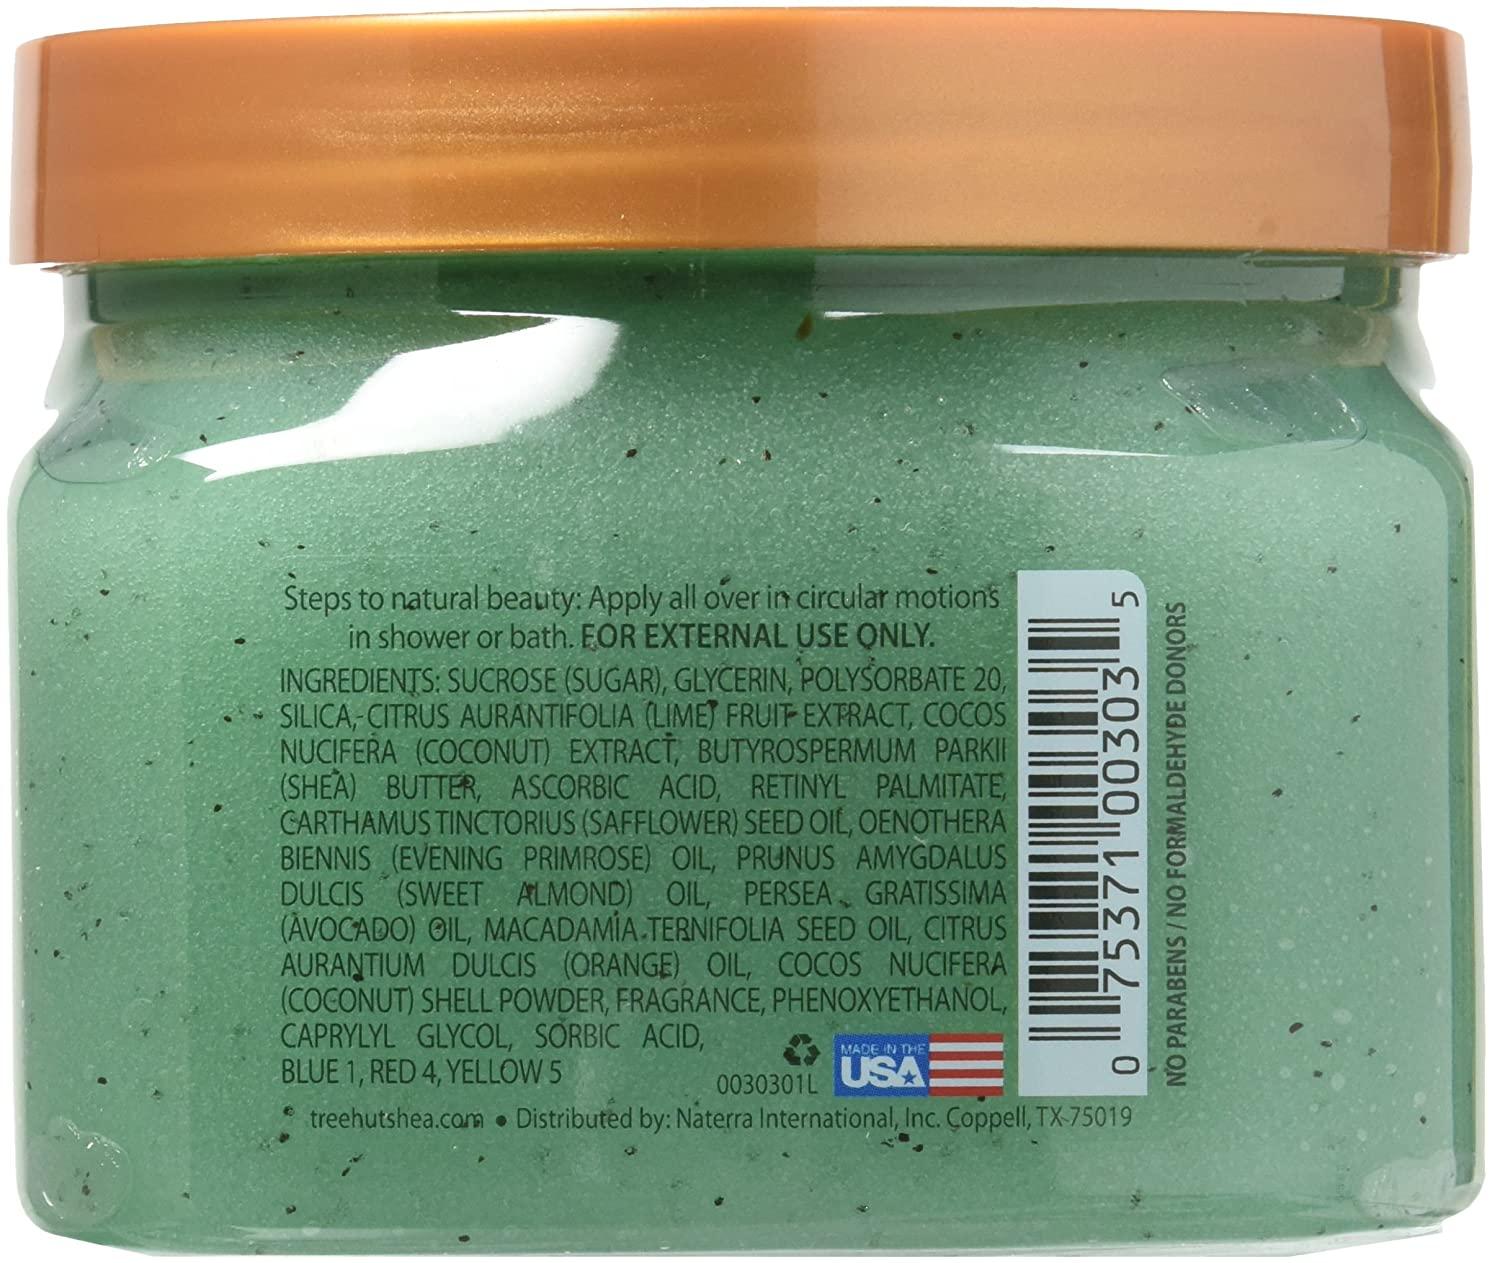 Steps to natural beauty: Apply all over in circular motions
in shower or bath. FOR EXTERNAL USE ONLY.
INGREDIENTS: SUCROSE (SUGAR), GLYCERIN, POLYSORBATE 20,
SILICA, CITRUS AURANTIFOLIA (LIME) FRUIT EXTRACT, COCOS
NUCIFERA (COCONUT) EXTRACT, BUTYROSPERMUM PARKII
(SHEA) BUTTER, ASCORBIC ACID, RETINYL PALMITATE,
CARTHAMUS TINCTORIUS (SAFFLOWER) SEED OIL, OENOTHERA
BIENNIS (EVENING PRIMROSE) OIL, PRUNUS AMYGDALUS
DULCIS (SWEET ALMOND) OIL, PERSEA GRATISSIMA
(AVOCADO) OIL, MACADAMIA TERNIFOLIA SEED OIL, CITRUS
AURANTIUM DULCIS (ORANGE) OIL, COCOS NUCIFERA
(COCONUT) SHELL POWDER, FRAGRANCE, PHENOXYETHANOL,
CAPRYLYL GLYCOL, SORBIC ACID,
BLUE 1, RED 4, YELLOW 5
0030301L
MADE IN THE
USA
treehutshea.com • Distributed by: Naterra International, Inc. Coppell, TX 75019
0 75371 00303 5
NO PARABENS / NO FORMALDEHYDE DONORS